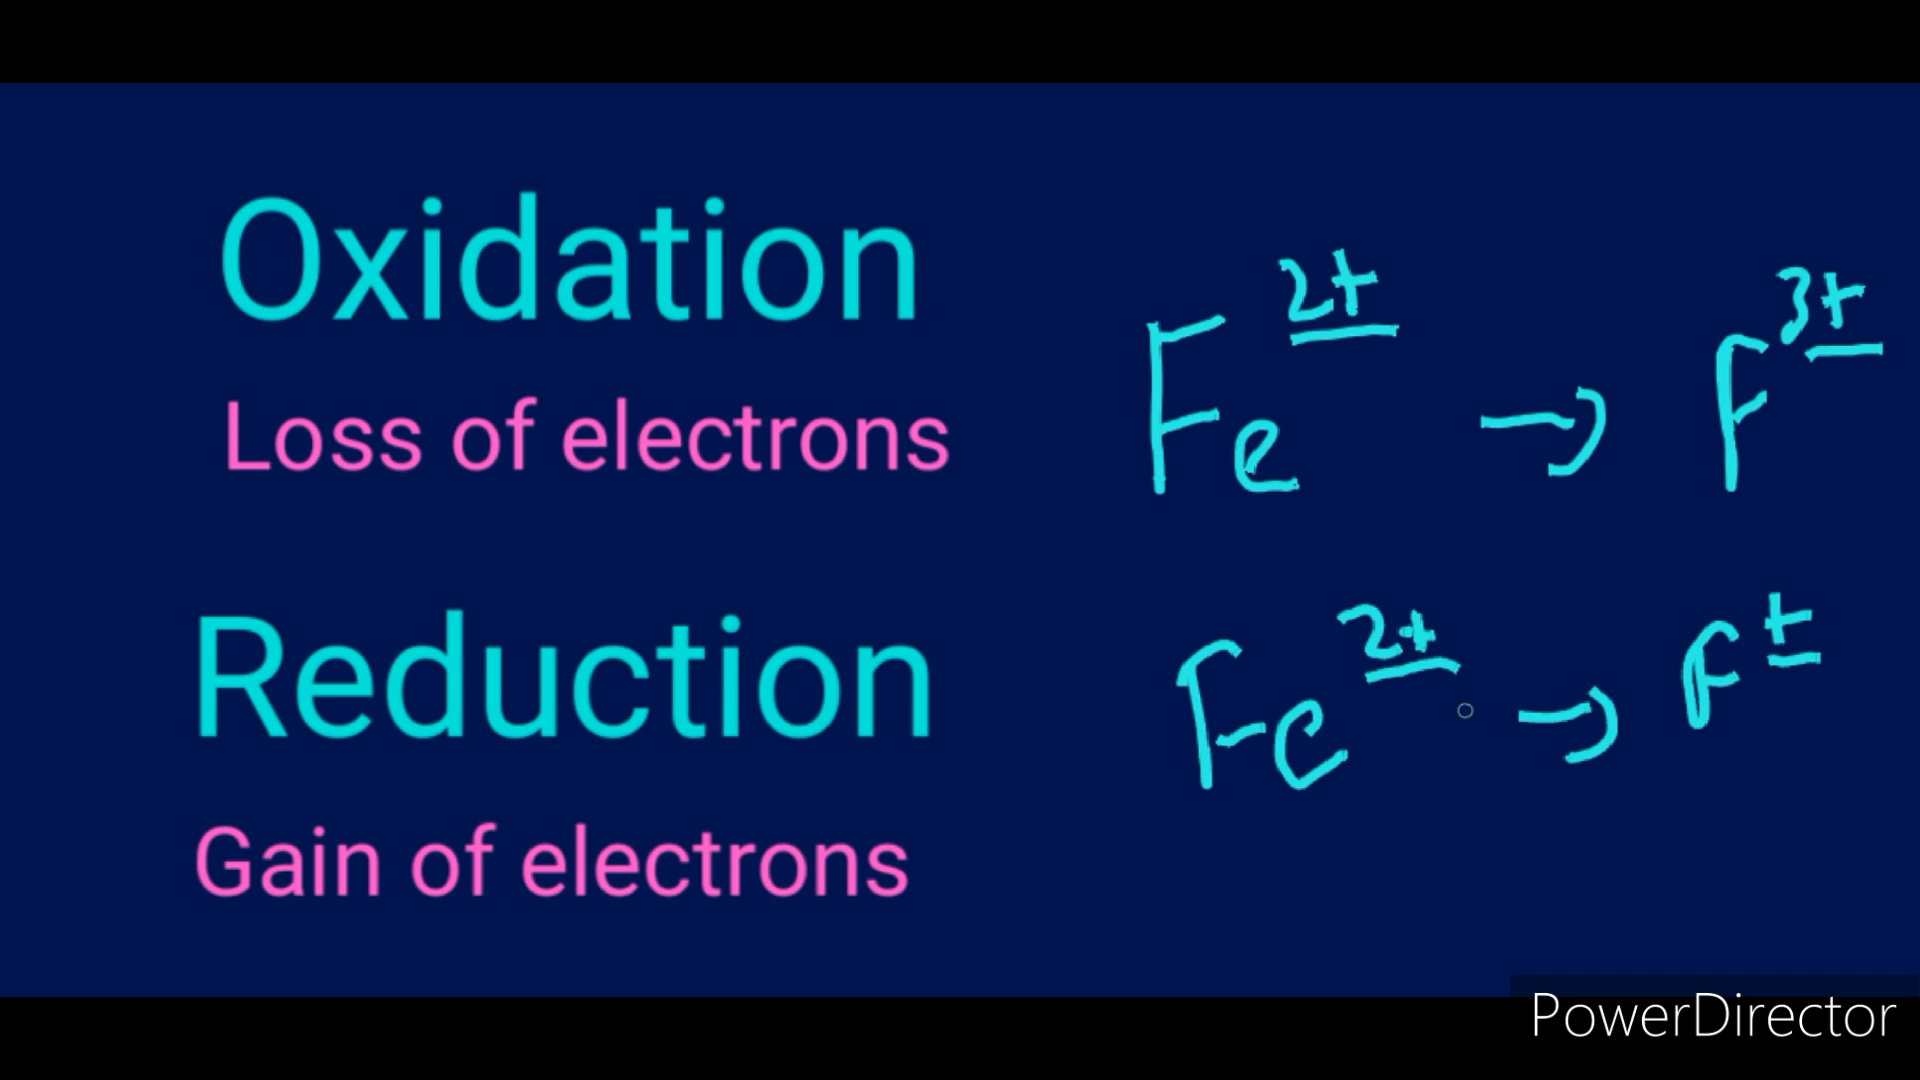 Oxidation
Fe²⁺ → F³⁺
Loss of electrons
Reduction
Fe²⁺ → F⁺
Gain of electrons
PowerDirector